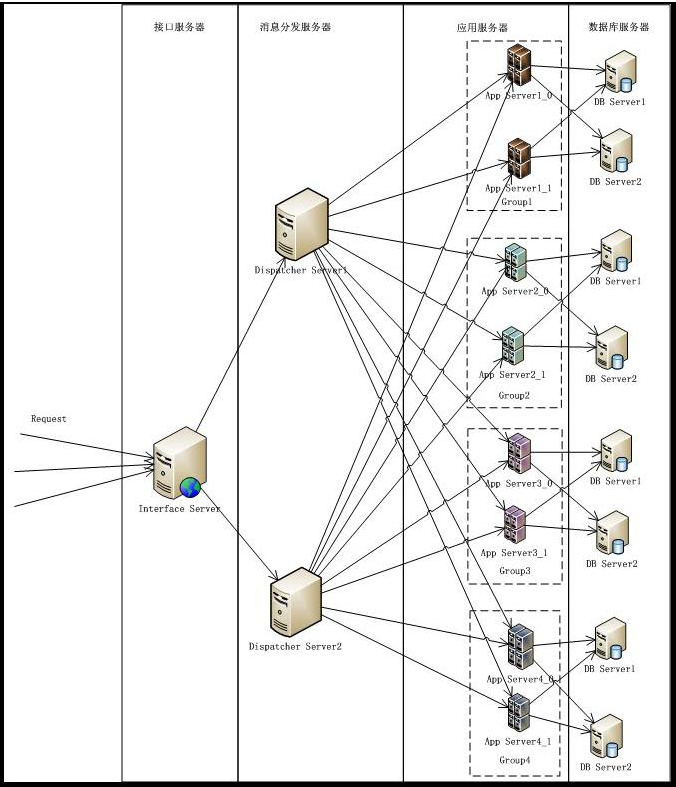 接口服务器
消息分发服务器
应用服务器
数据库服务器
App Server1_0
DB Server1
App Server1_1
Group1
DB Server2
Dispatcher Server1
App Server2_0
DB Server1
App Server2_1
Group2
DB Server2
Request
Interface Server
App Server3_0
DB Server1
App Server3_1
Group3
DB Server2
Dispatcher Server2
App Server4_0
DB Server1
App Server4_1
Group4
DB Server2